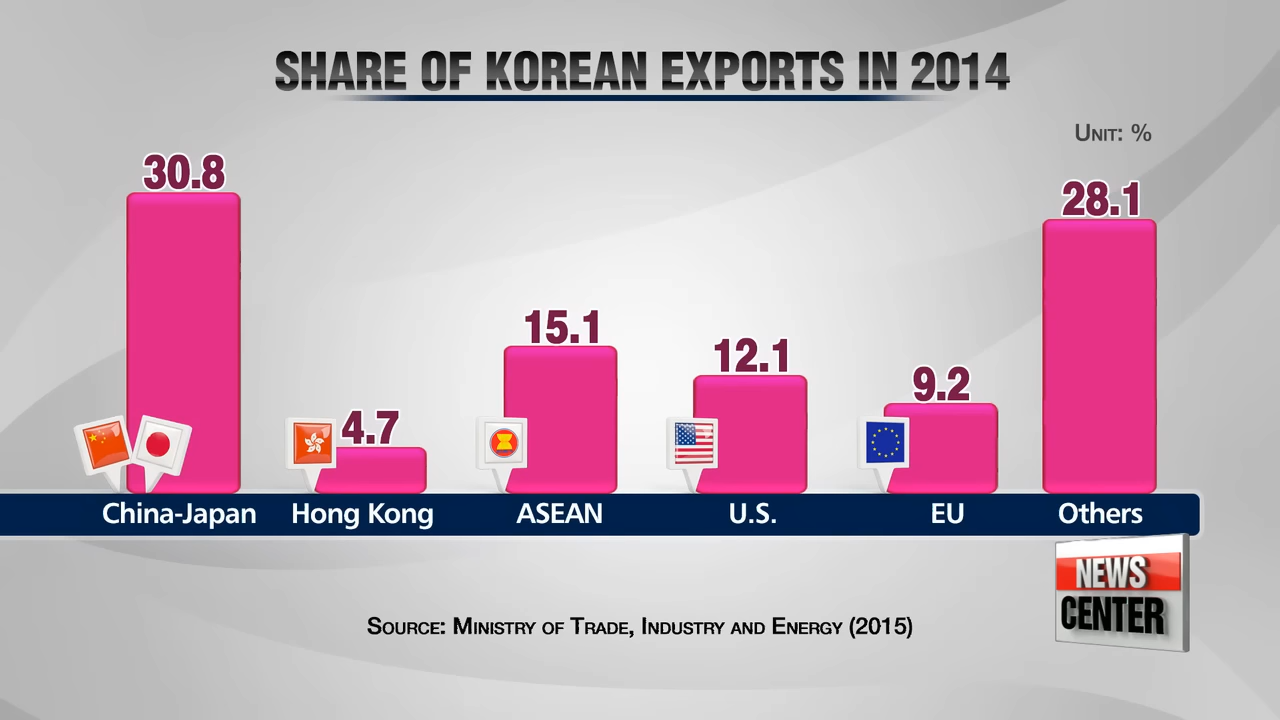 SHARE OF KOREAN EXPORTS IN 2014
UNIT: %
30.8
4.7
15.1
12.1
9.2
28.1
China-Japan
Hong Kong
ASEAN
U.S.
EU
Others
NEWS
CENTER
SOURCE: MINISTRY OF TRADE, INDUSTRY AND ENERGY (2015)